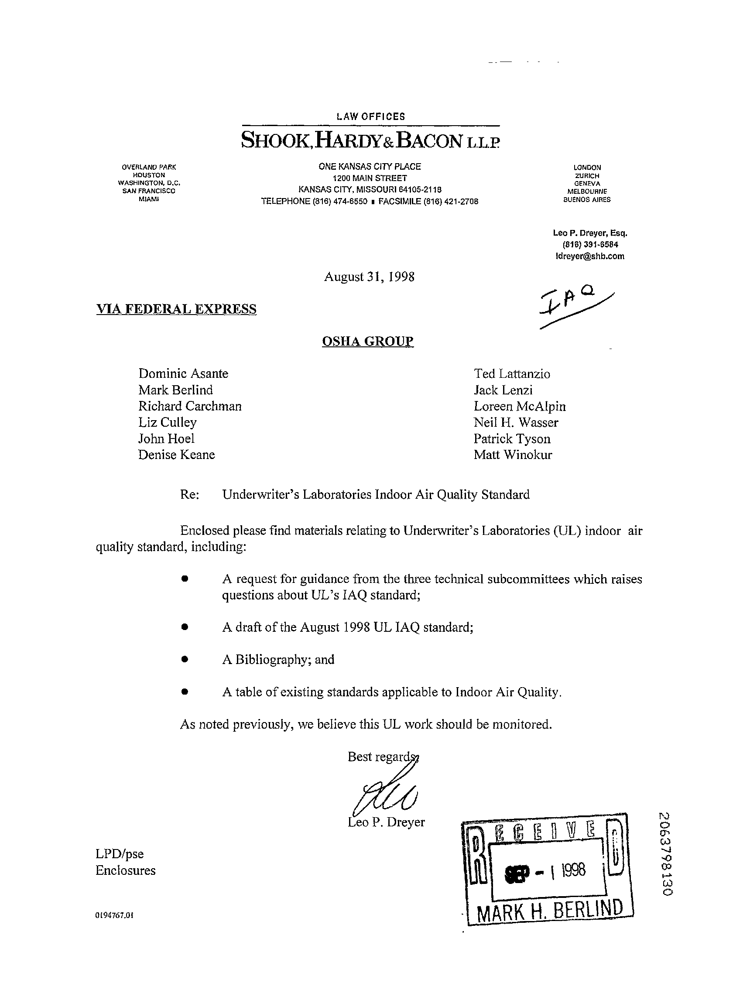 LAW OFFICES
SHOOK, HARDY & BACON L.L.P.
OVERLAND PARK
HOUSTON
WASHINGTON, D.C.
SAN FRANCISCO
MIAMI
ONE KANSAS CITY PLACE
1200 MAIN STREET
KANSAS CITY, MISSOURI 64105-2118
TELEPHONE (816) 474-6550 ■ FACSIMILE (816) 421-2708
LONDON
ZURICH
GENEVA
MELBOURNE
BUENOS AIRES
Leo P. Dreyer, Esq.
(816) 391-6584
ldreyer@shb.com
August 31, 1998
IAQ
VIA FEDERAL EXPRESS
OSHA GROUP
Dominic Asante
Mark Berlind
Richard Carchman
Liz Culley
John Hoel
Denise Keane
Ted Lattanzio
Jack Lenzi
Loreen McAlpin
Neil H. Wasser
Patrick Tyson
Matt Winokur
Re: Underwriter's Laboratories Indoor Air Quality Standard
Enclosed please find materials relating to Underwriter's Laboratories (UL) indoor air
quality standard, including:
● A request for guidance from the three technical subcommittees which raises
questions about UL's IAQ standard;
● A draft of the August 1998 UL IAQ standard;
● A Bibliography; and
● A table of existing standards applicable to Indoor Air Quality.
As noted previously, we believe this UL work should be monitored.
Best regards,
Leo P. Dreyer
LPD/pse
Enclosures
0194767.01
RECEIVED
SEP - 1 1998
MARK H. BERLIND
2063798130